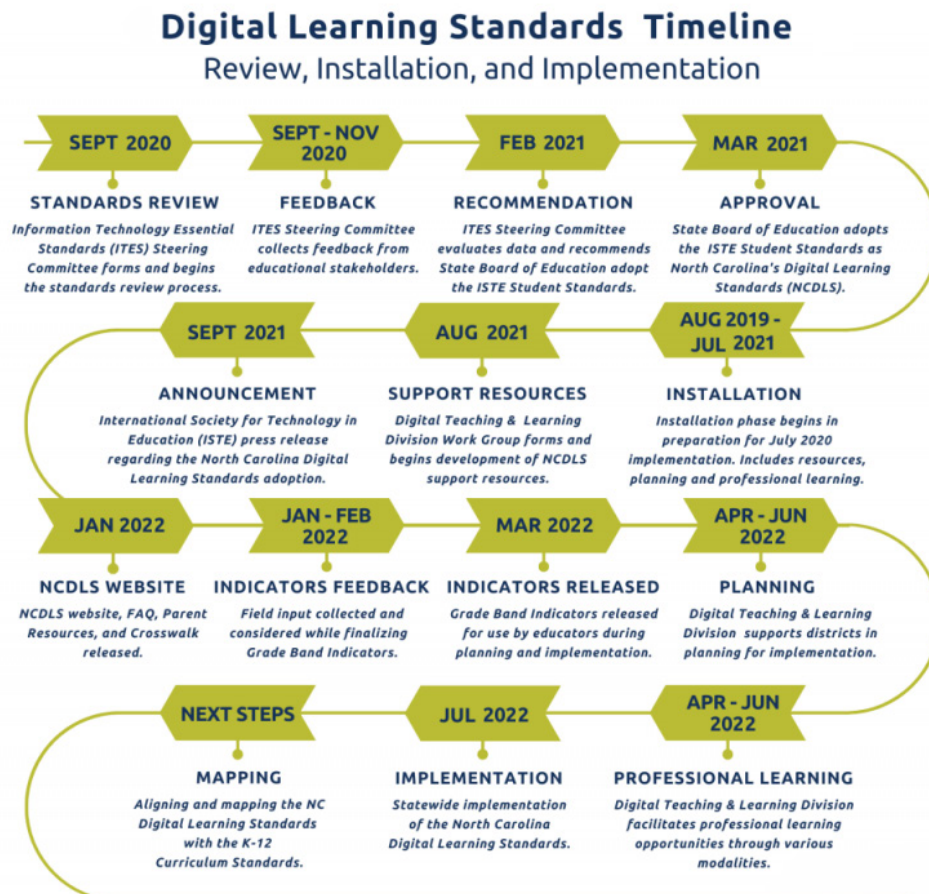 Digital Learning Standards Timeline
Review, Installation, and Implementation
SEPT 2020
STANDARDS REVIEW
Information Technology Essential
Standards (ITES) Steering
Committee forms and begins
the standards review process.
SEPT - NOV
2020
FEEDBACK
ITES Steering Committee
collects feedback from
educational stakeholders.
FEB 2021
RECOMMENDATION
ITES Steering Committee
evaluates data and recommends
State Board of Education adopt
the ISTE Student Standards.
MAR 2021
APPROVAL
State Board of Education adopts
the ISTE Student Standards as
North Carolina's Digital Learning
Standards (NCDLS).
AUG 2019 -
JUL 2021
INSTALLATION
Installation phase begins in
preparation for July 2020
implementation. Includes resources,
planning and professional learning.
AUG 2021
SUPPORT RESOURCES
Digital Teaching & Learning
Division Work Group forms and
begins development of NCDLS
support resources.
SEPT 2021
ANNOUNCEMENT
International Society for Technology in
Education (ISTE) press release
regarding the North Carolina Digital
Learning Standards adoption.
JAN 2022
NCDLS WEBSITE
NCDLS website, FAQ, Parent
Resources, and Crosswalk
released.
JAN - FEB
2022
INDICATORS FEEDBACK
Field input collected and
considered while finalizing
Grade Band Indicators.
MAR 2022
INDICATORS RELEASED
Grade Band Indicators released
for use by educators during
planning and implementation.
APR - JUN
2022
PLANNING
Digital Teaching & Learning
Division supports districts in
planning for implementation.
APR - JUN
2022
PROFESSIONAL LEARNING
Digital Teaching & Learning Division
facilitates professional learning
opportunities through various
modalities.
JUL 2022
IMPLEMENTATION
Statewide implementation
of the North Carolina
Digital Learning Standards.
NEXT STEPS
MAPPING
Aligning and mapping the NC
Digital Learning Standards
with the K-12
Curriculum Standards.